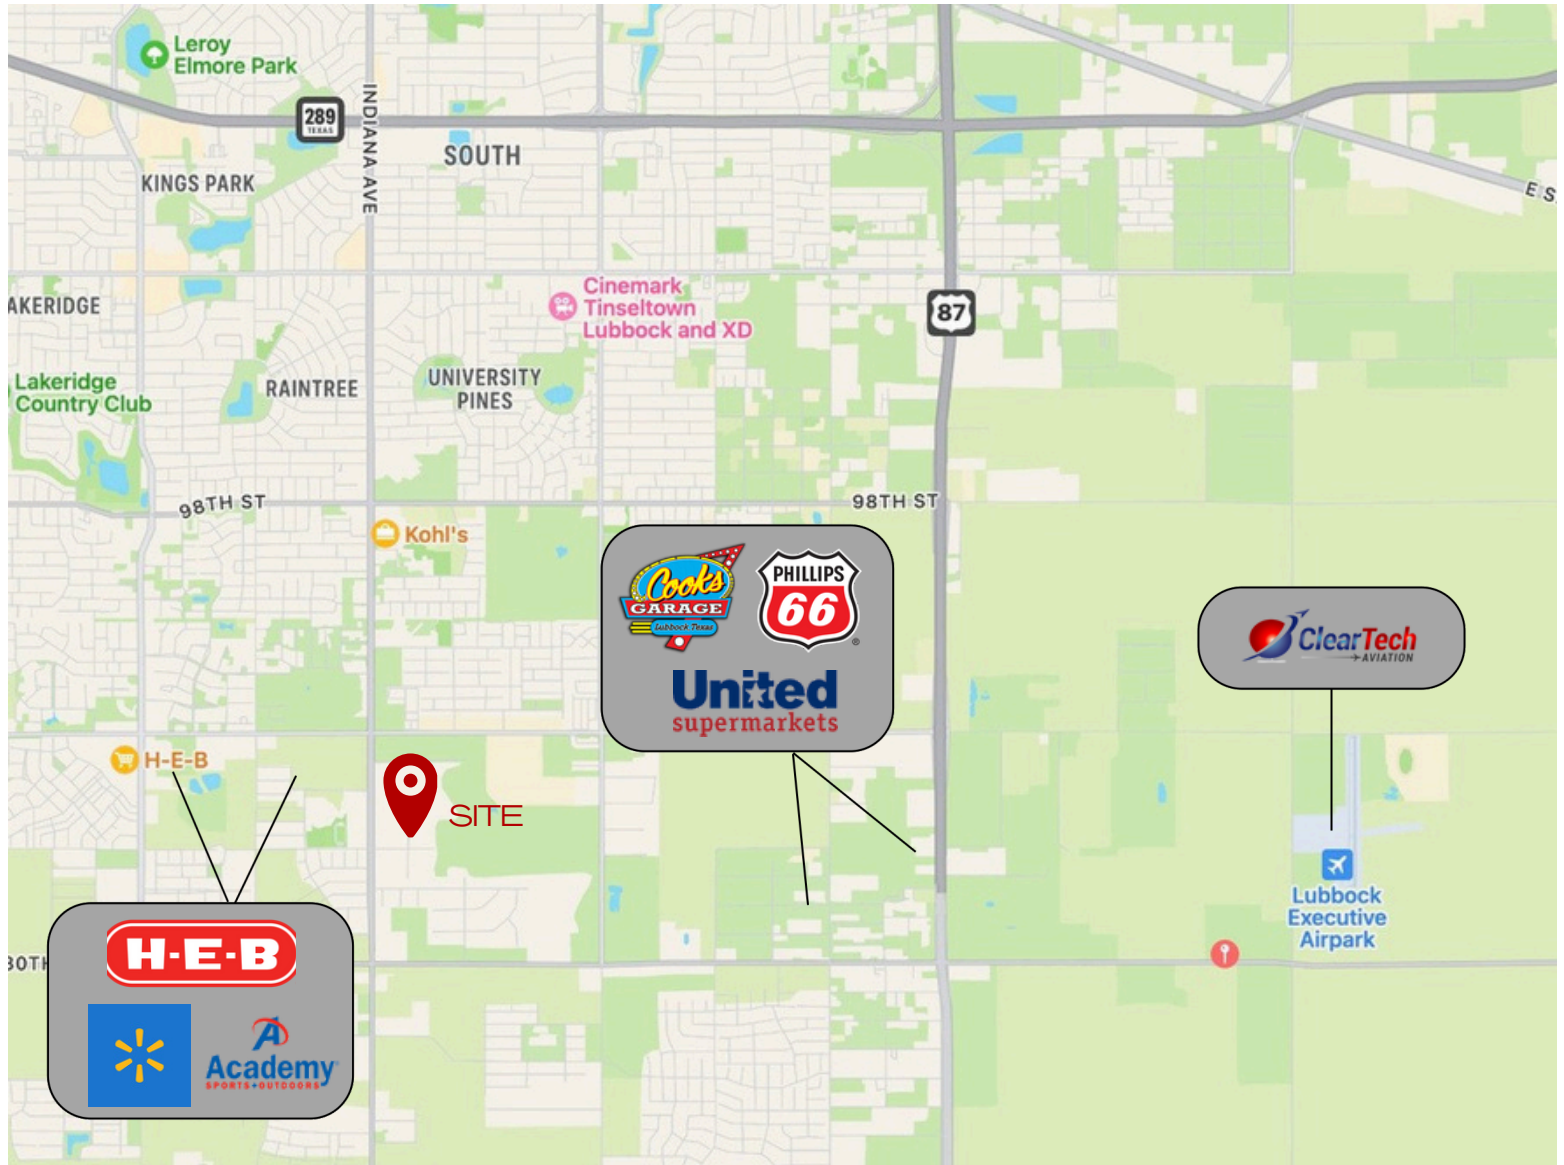 Leroy
Elmore Park
289
TEXAS
INDIANA AVE
SOUTH
KINGS PARK
E S
AKERIDGE
Cinemark
Tinseltown
Lubbock and XD
87
Lakeridge
Country Club
RAINTREE
UNIVERSITY
PINES
98TH ST
98TH ST
Kohl's
Cook's
GARAGE
Lubbock Texas
PHILLIPS
66
®
United
supermarkets
ClearTech
AVIATION
H-E-B
SITE
Lubbock
Executive
Airpark
30TH
H-E-B
Academy
SPORTS+OUTDOORS